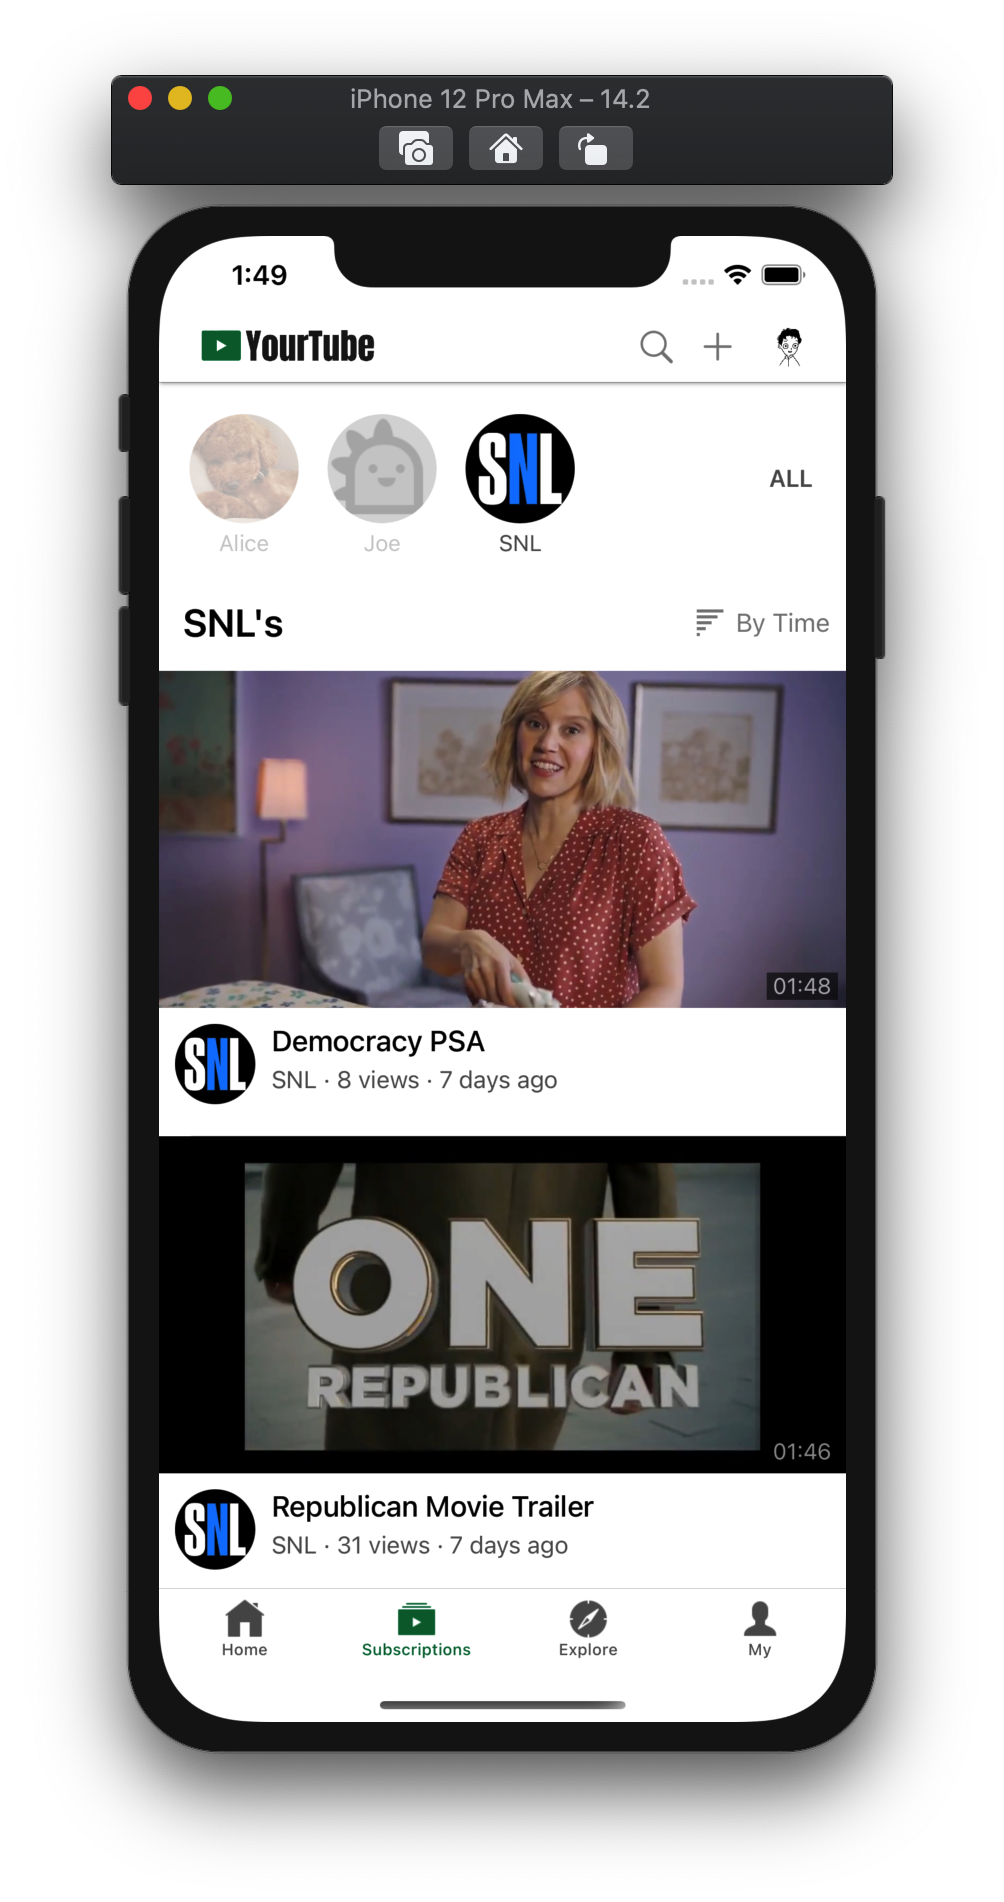 iPhone 12 Pro Max – 14.2
1:49
YourTube
SNL
ALL
Alice
Joe
SNL
SNL's
By Time
01:48
SNL
Democracy PSA
SNL · 8 views · 7 days ago
ONE
REPUBLICAN
01:46
SNL
Republican Movie Trailer
SNL · 31 views · 7 days ago
Home
Subscriptions
Explore
My